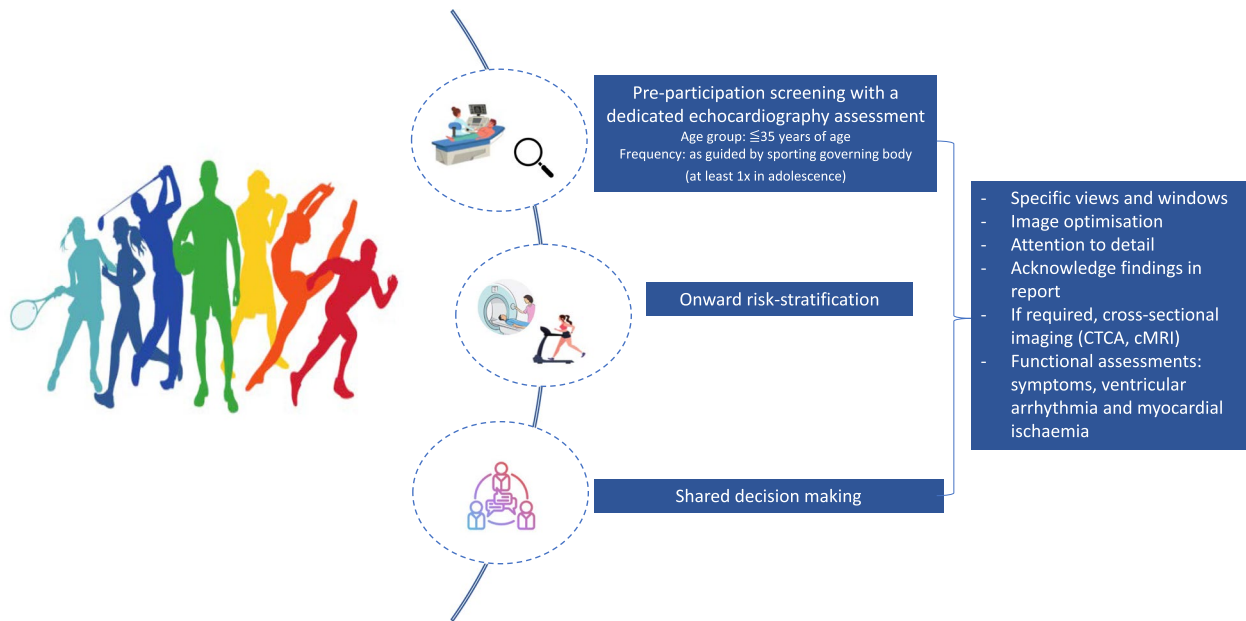 Pre-participation screening with a
dedicated echocardiography assessment
Age group: ≦35 years of age
Frequency: as guided by sporting governing body
(at least 1x in adolescence)
Onward risk-stratification
Shared decision making
- Specific views and windows
- Image optimisation
- Attention to detail
- Acknowledge findings in
report
- If required, cross-sectional
imaging (CTCA, cMRI)
- Functional assessments:
symptoms, ventricular
arrhythmia and myocardial
ischaemia